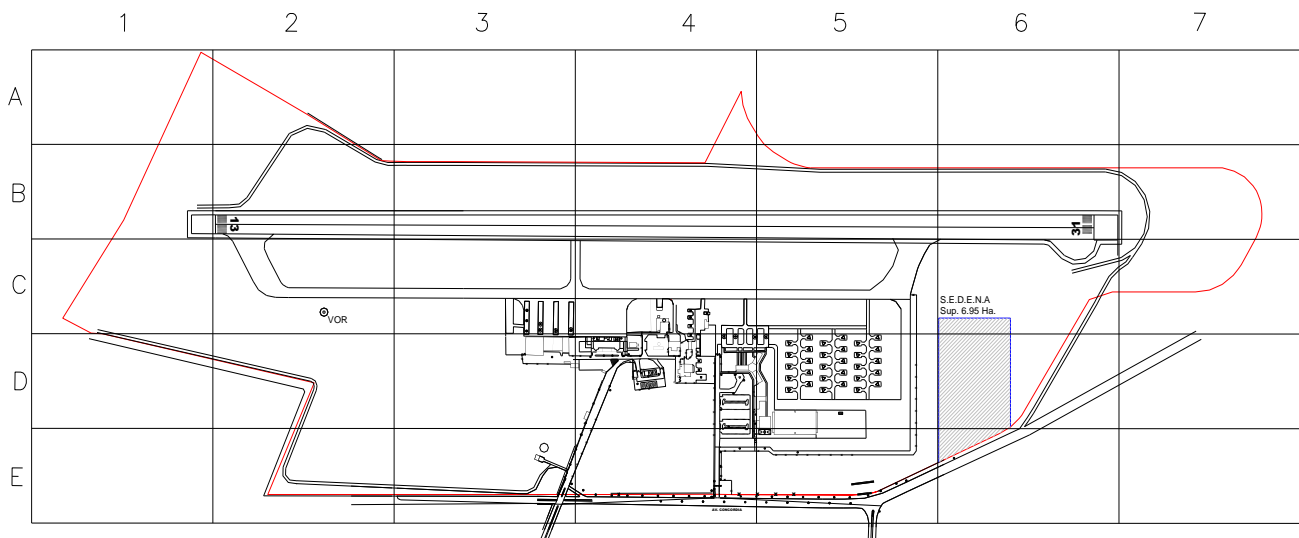 1 2 3 4 5 6 7
A
B
13
31
C
S.E.D.E.N.A
Sup. 6.95 Ha.
VOR
D
E
AV. CONCORDIA